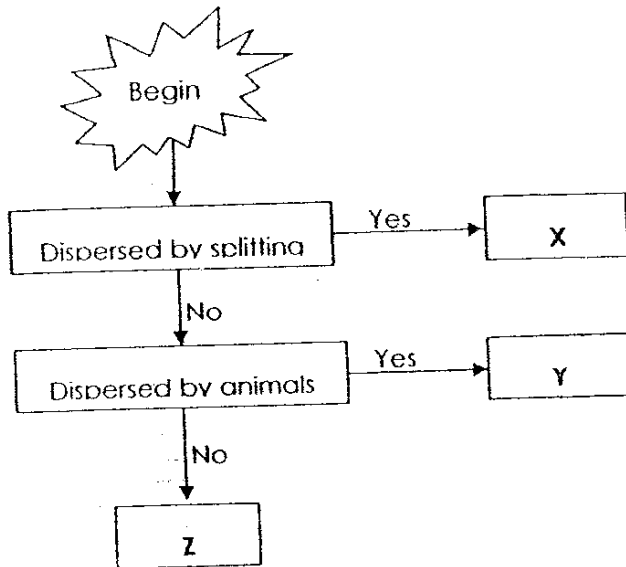 Begin
Dispersed by splitting
Yes
X
No
Dispersed by animals
Yes
Y
No
Z